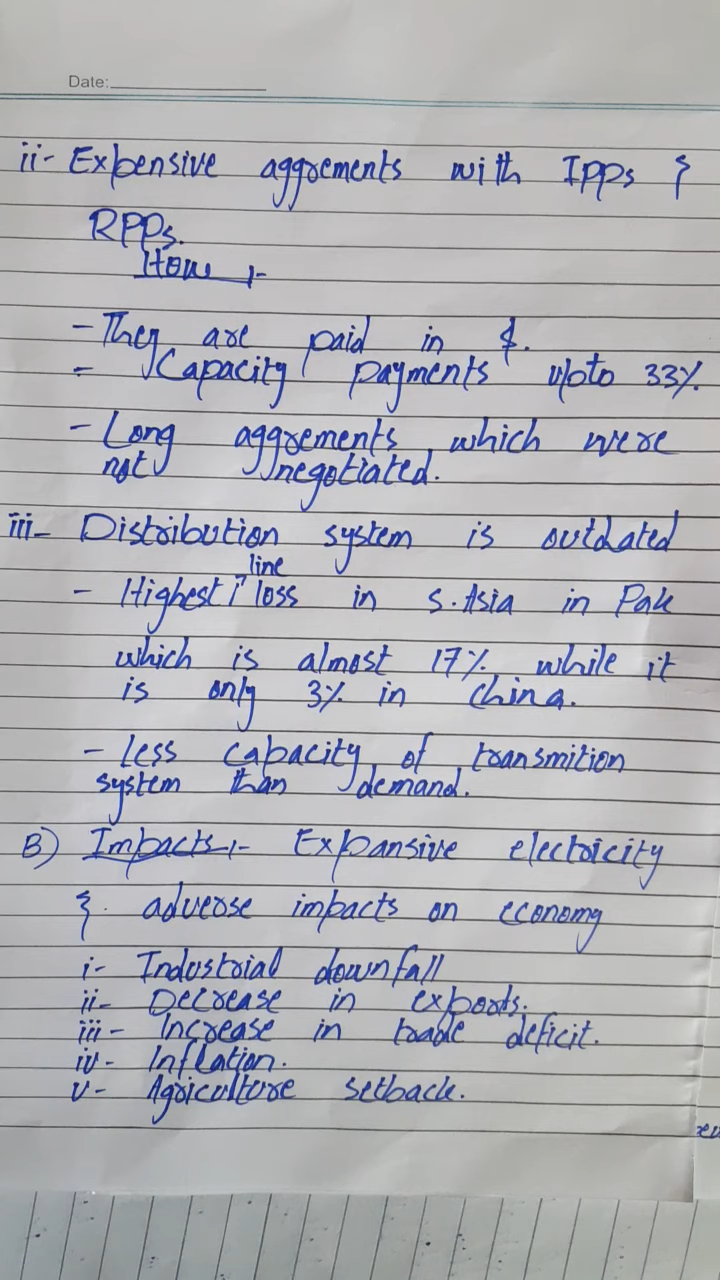 Date:
ii- Expensive aggrements with Ipps &
RPPs.
How :-
- They are paid in $.
- Capacity payments upto 33%.
- Long aggrements which were
not negotiated.
iii- Distribution system is outdated
line
- Highest loss in S.Asia in Pak
which is almost 17% while it
is only 3% in china.
- less capacity of transmition
system than demand.
B) Impacts:- Expansive electricity
& adverse impacts on economy
i- Industrial downfall
ii- Decrease in exports.
iii- Increase in trade deficit.
iv- Inflation.
v- Agriculture setback.